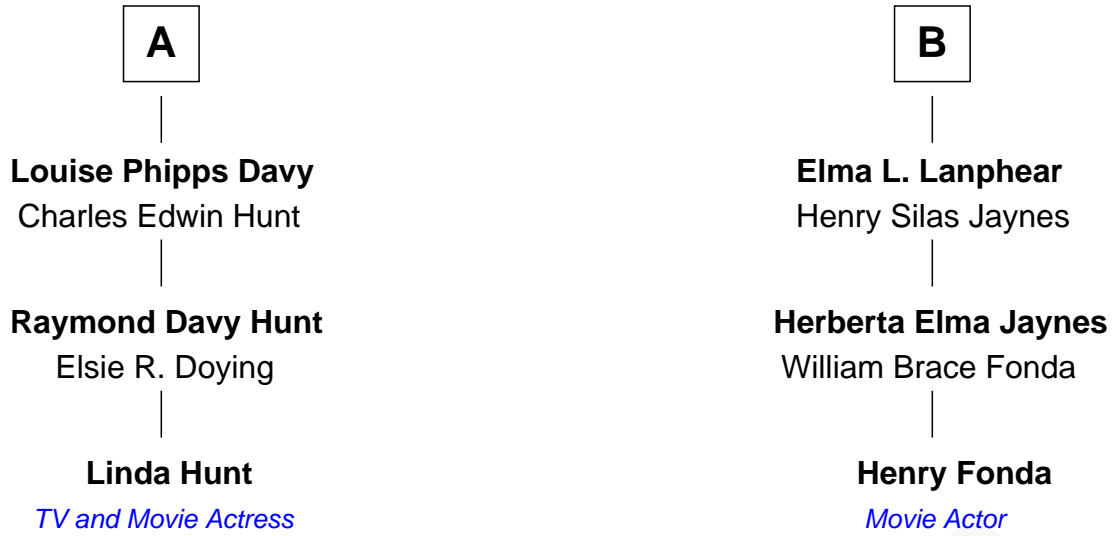 A
Louise Phipps Davy
Charles Edwin Hunt
Raymond Davy Hunt
Elsie R. Doying
Linda Hunt
TV and Movie Actress
B
Elma L. Lanphear
Henry Silas Jaynes
Herberta Elma Jaynes
William Brace Fonda
Henry Fonda
Movie Actor